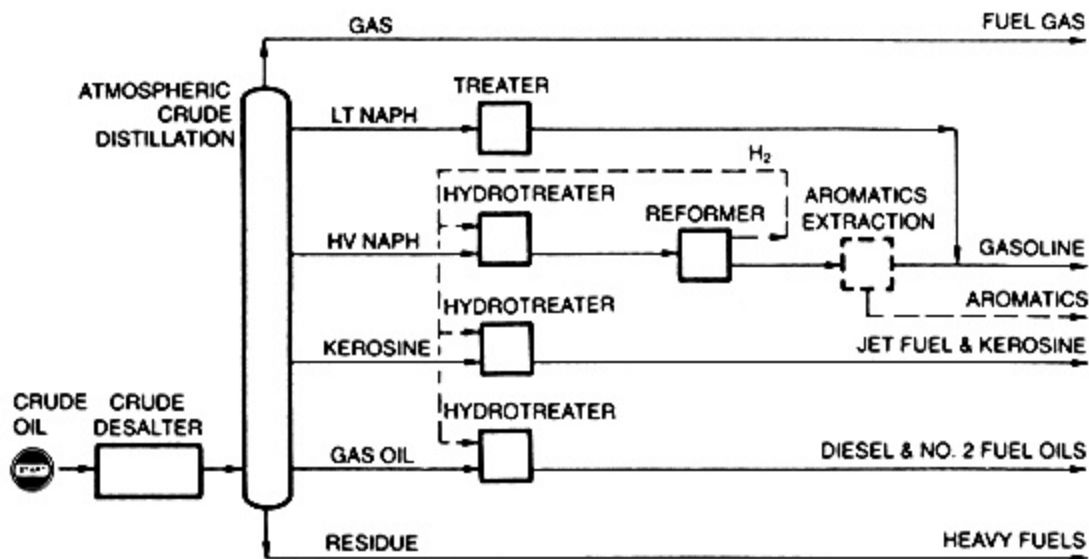 GAS
FUEL GAS
ATMOSPHERIC
CRUDE
DISTILLATION
TREATER
LT NAPH
H₂
HYDROTREATER
REFORMER
AROMATICS
EXTRACTION
HV NAPH
GASOLINE
AROMATICS
HYDROTREATER
KEROSINE
JET FUEL & KEROSINE
CRUDE
OIL
CRUDE
DESALTER
HYDROTREATER
START
GAS OIL
DIESEL & NO. 2 FUEL OILS
RESIDUE
HEAVY FUELS